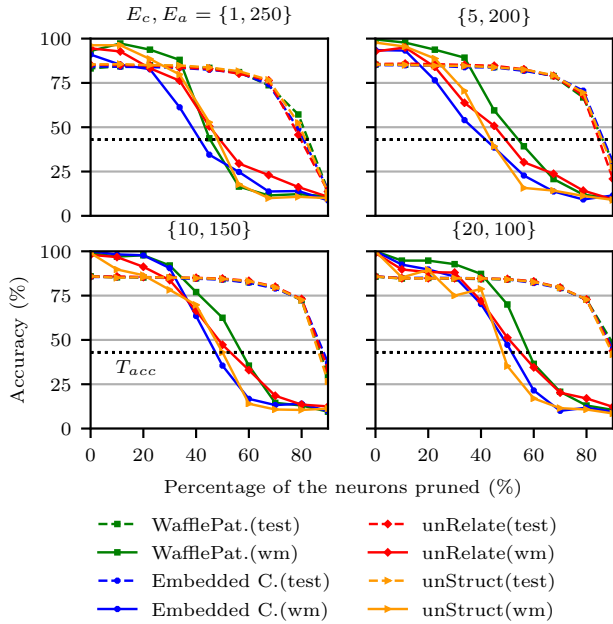 E_c, E_a = {1, 250}
{5, 200}
100
75
50
25
0
{10, 150}
{20, 100}
100
75
50
25
0
T_acc
Accuracy (%)
0 20 40 60 80
0 20 40 60 80
Percentage of the neurons pruned (%)
WafflePat.(test)
WafflePat.(wm)
Embedded C.(test)
Embedded C.(wm)
unRelate(test)
unRelate(wm)
unStruct(test)
unStruct(wm)